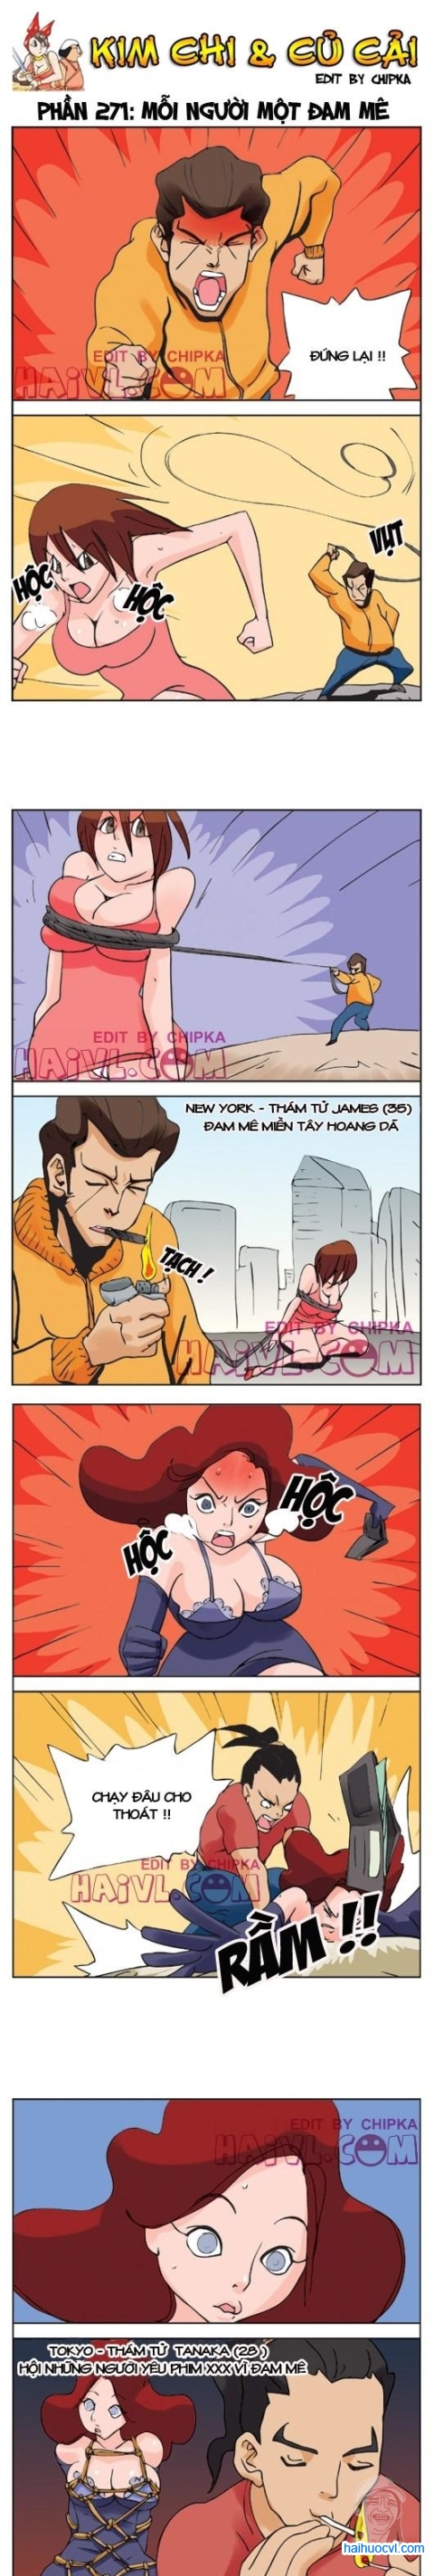 KIM CHI & CỦ CẢI
EDIT BY CHIPKA
PHẦN 271: MỖI NGƯỜI MỘT ĐAM MÊ
ĐỨNG LẠI !!
EDIT BY CHIPKA
HAIVL.COM
VỤT
HỘC
HỘC
EDIT BY CHIPKA
HAIVL.COM
NEW YORK - THÁM TỬ JAMES (35)
ĐAM MÊ MIỀN TÂY HOANG DÃ
TẠCH !
EDIT BY CHIPKA
HAIVL.COM
HỘC
HỘC
CHẠY ĐÂU CHO
THOÁT !!
EDIT BY CHIPKA
HAIVL.COM
RẦM !!
EDIT BY CHIPKA
HAIVL.COM
TOKYO - THÁM TỬ TANAKA (28)
HỘI NHỮNG NGƯỜI YÊU PHIM XXX VÌ ĐAM MÊ
haihuocvl.com